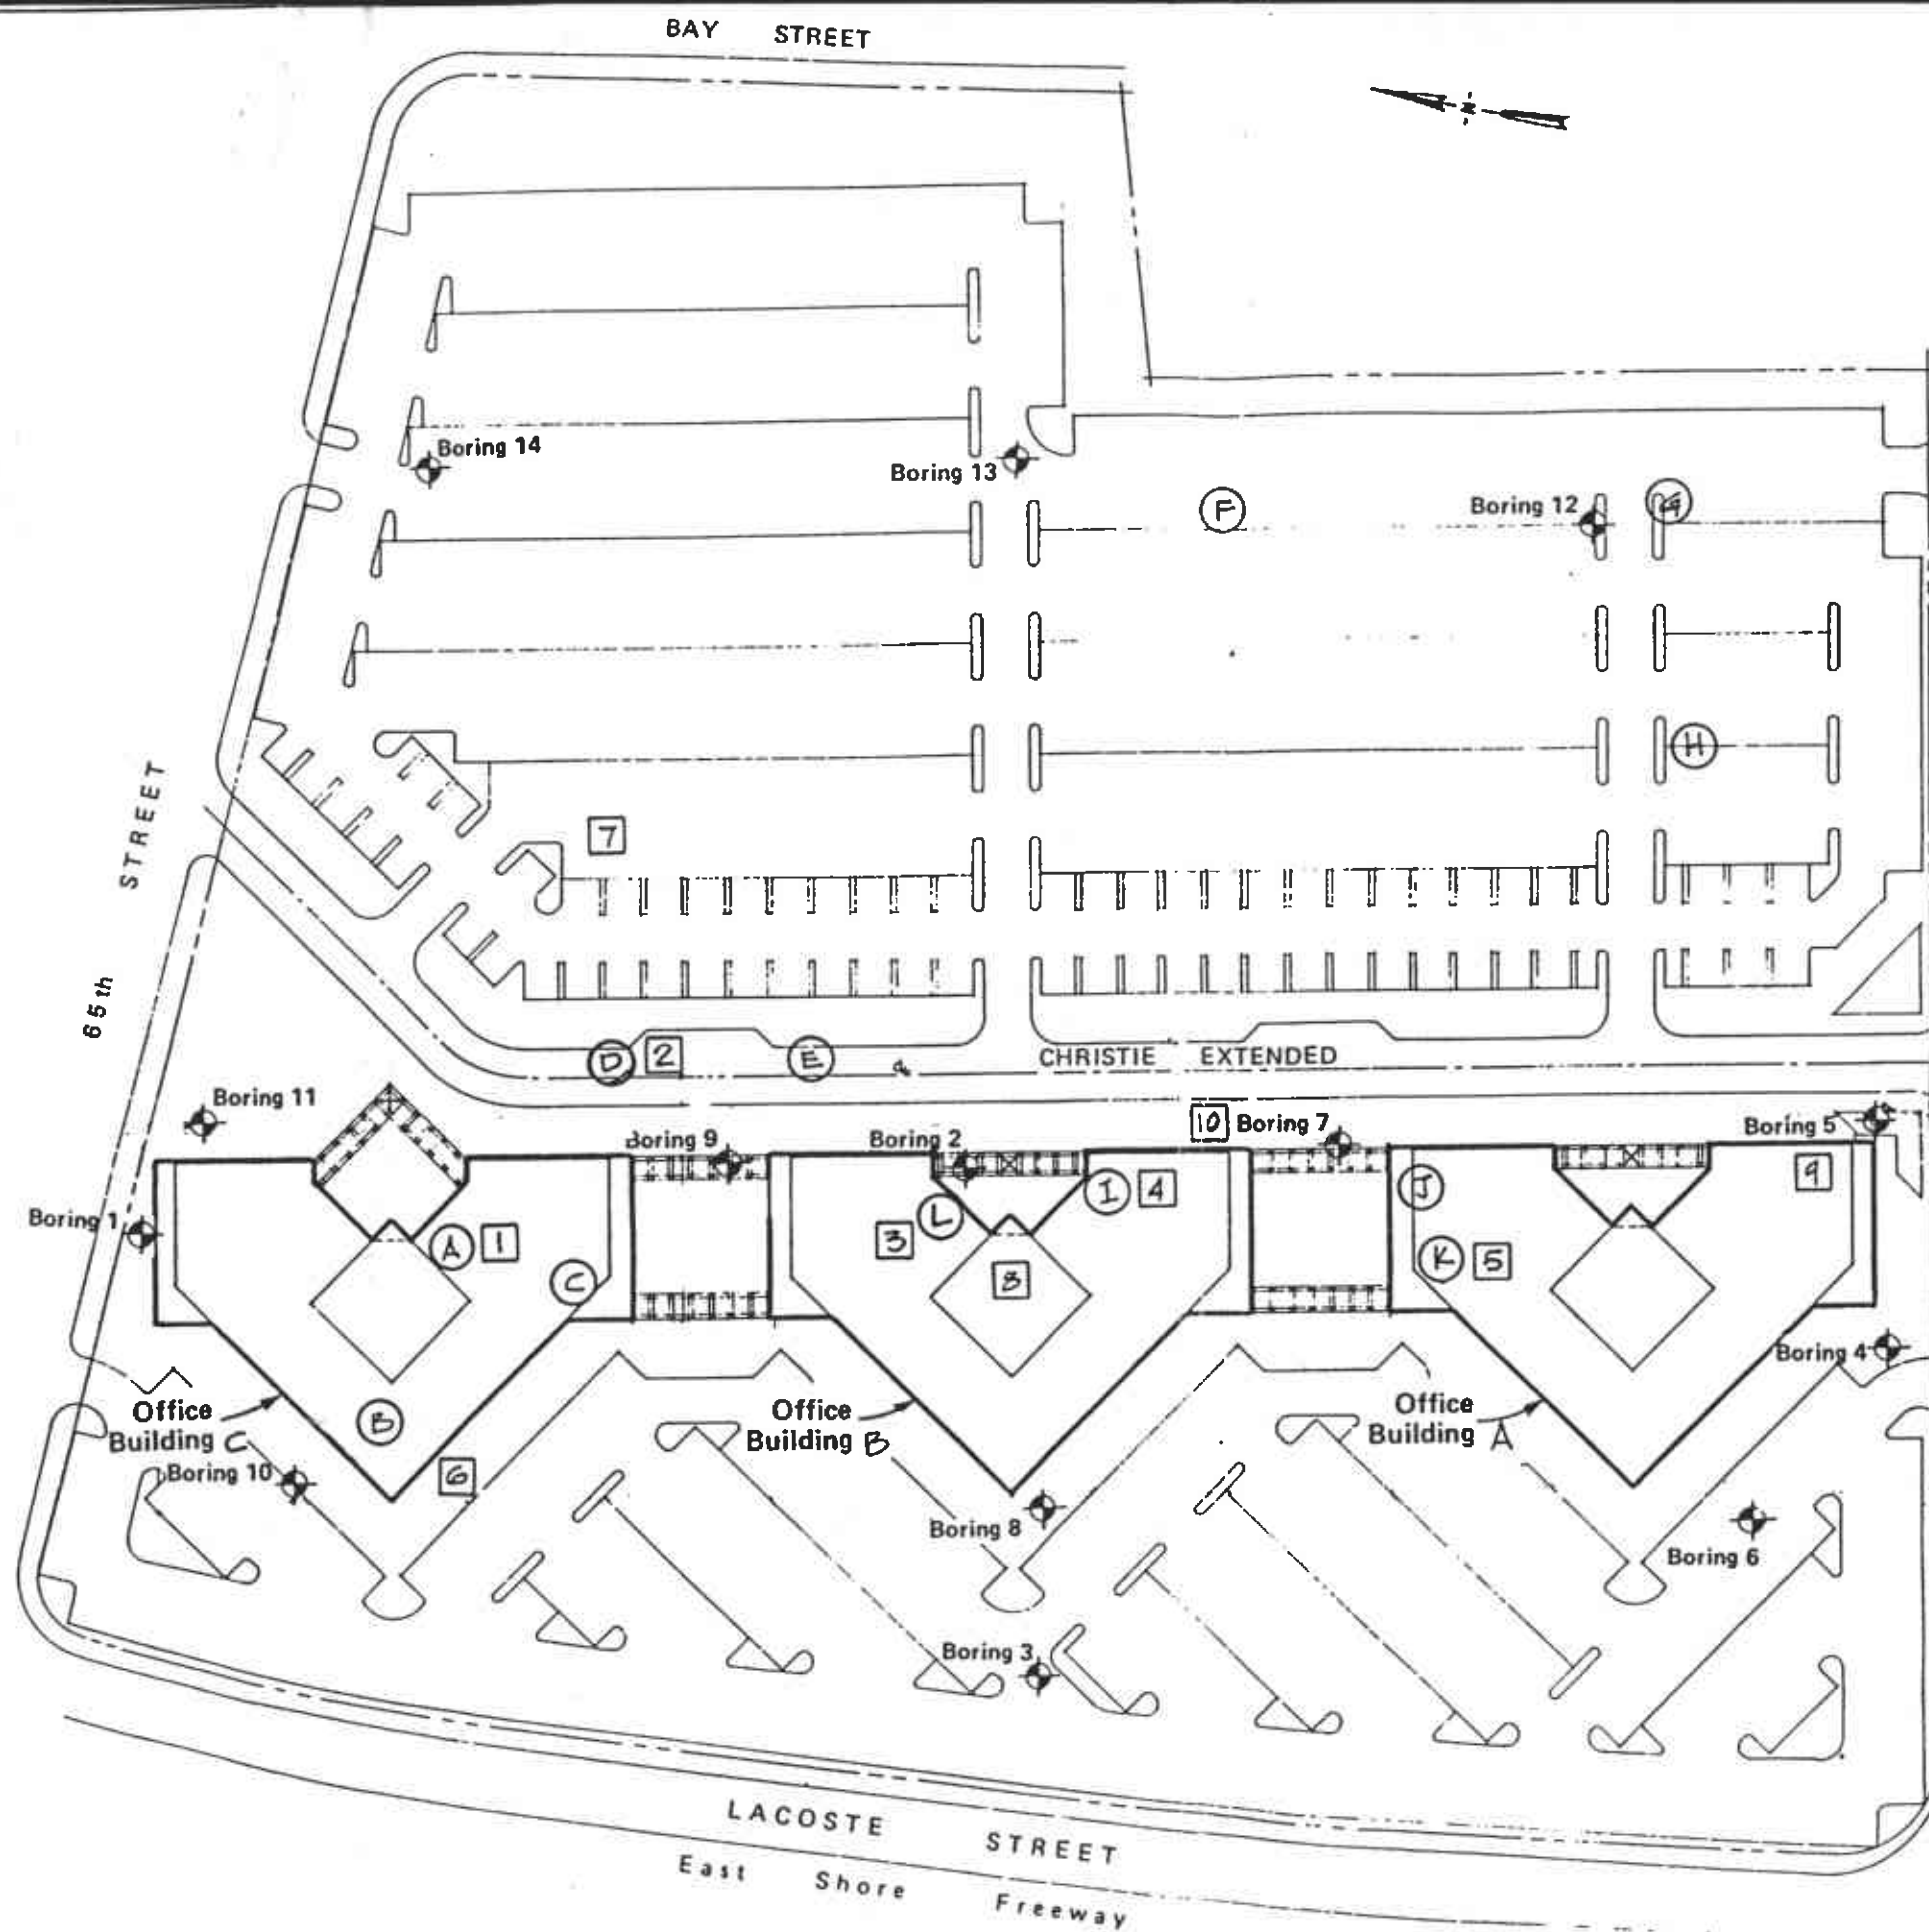 BAY STREET
Z
Boring 14
Boring 13
F
Boring 12
H
7
65th STREET
D 2 E
CHRISTIE EXTENDED
Boring 11
Boring 9
Boring 2
10 Boring 7
Boring 5
Boring 1
A 1
C
3 L
I 4
J
K 5
9
B
Office
Building C
Boring 10
6
Office
Building B
Boring 8
Office
Building A
Boring 4
Boring 6
Boring 3
LACOSTE STREET
East Shore Freeway